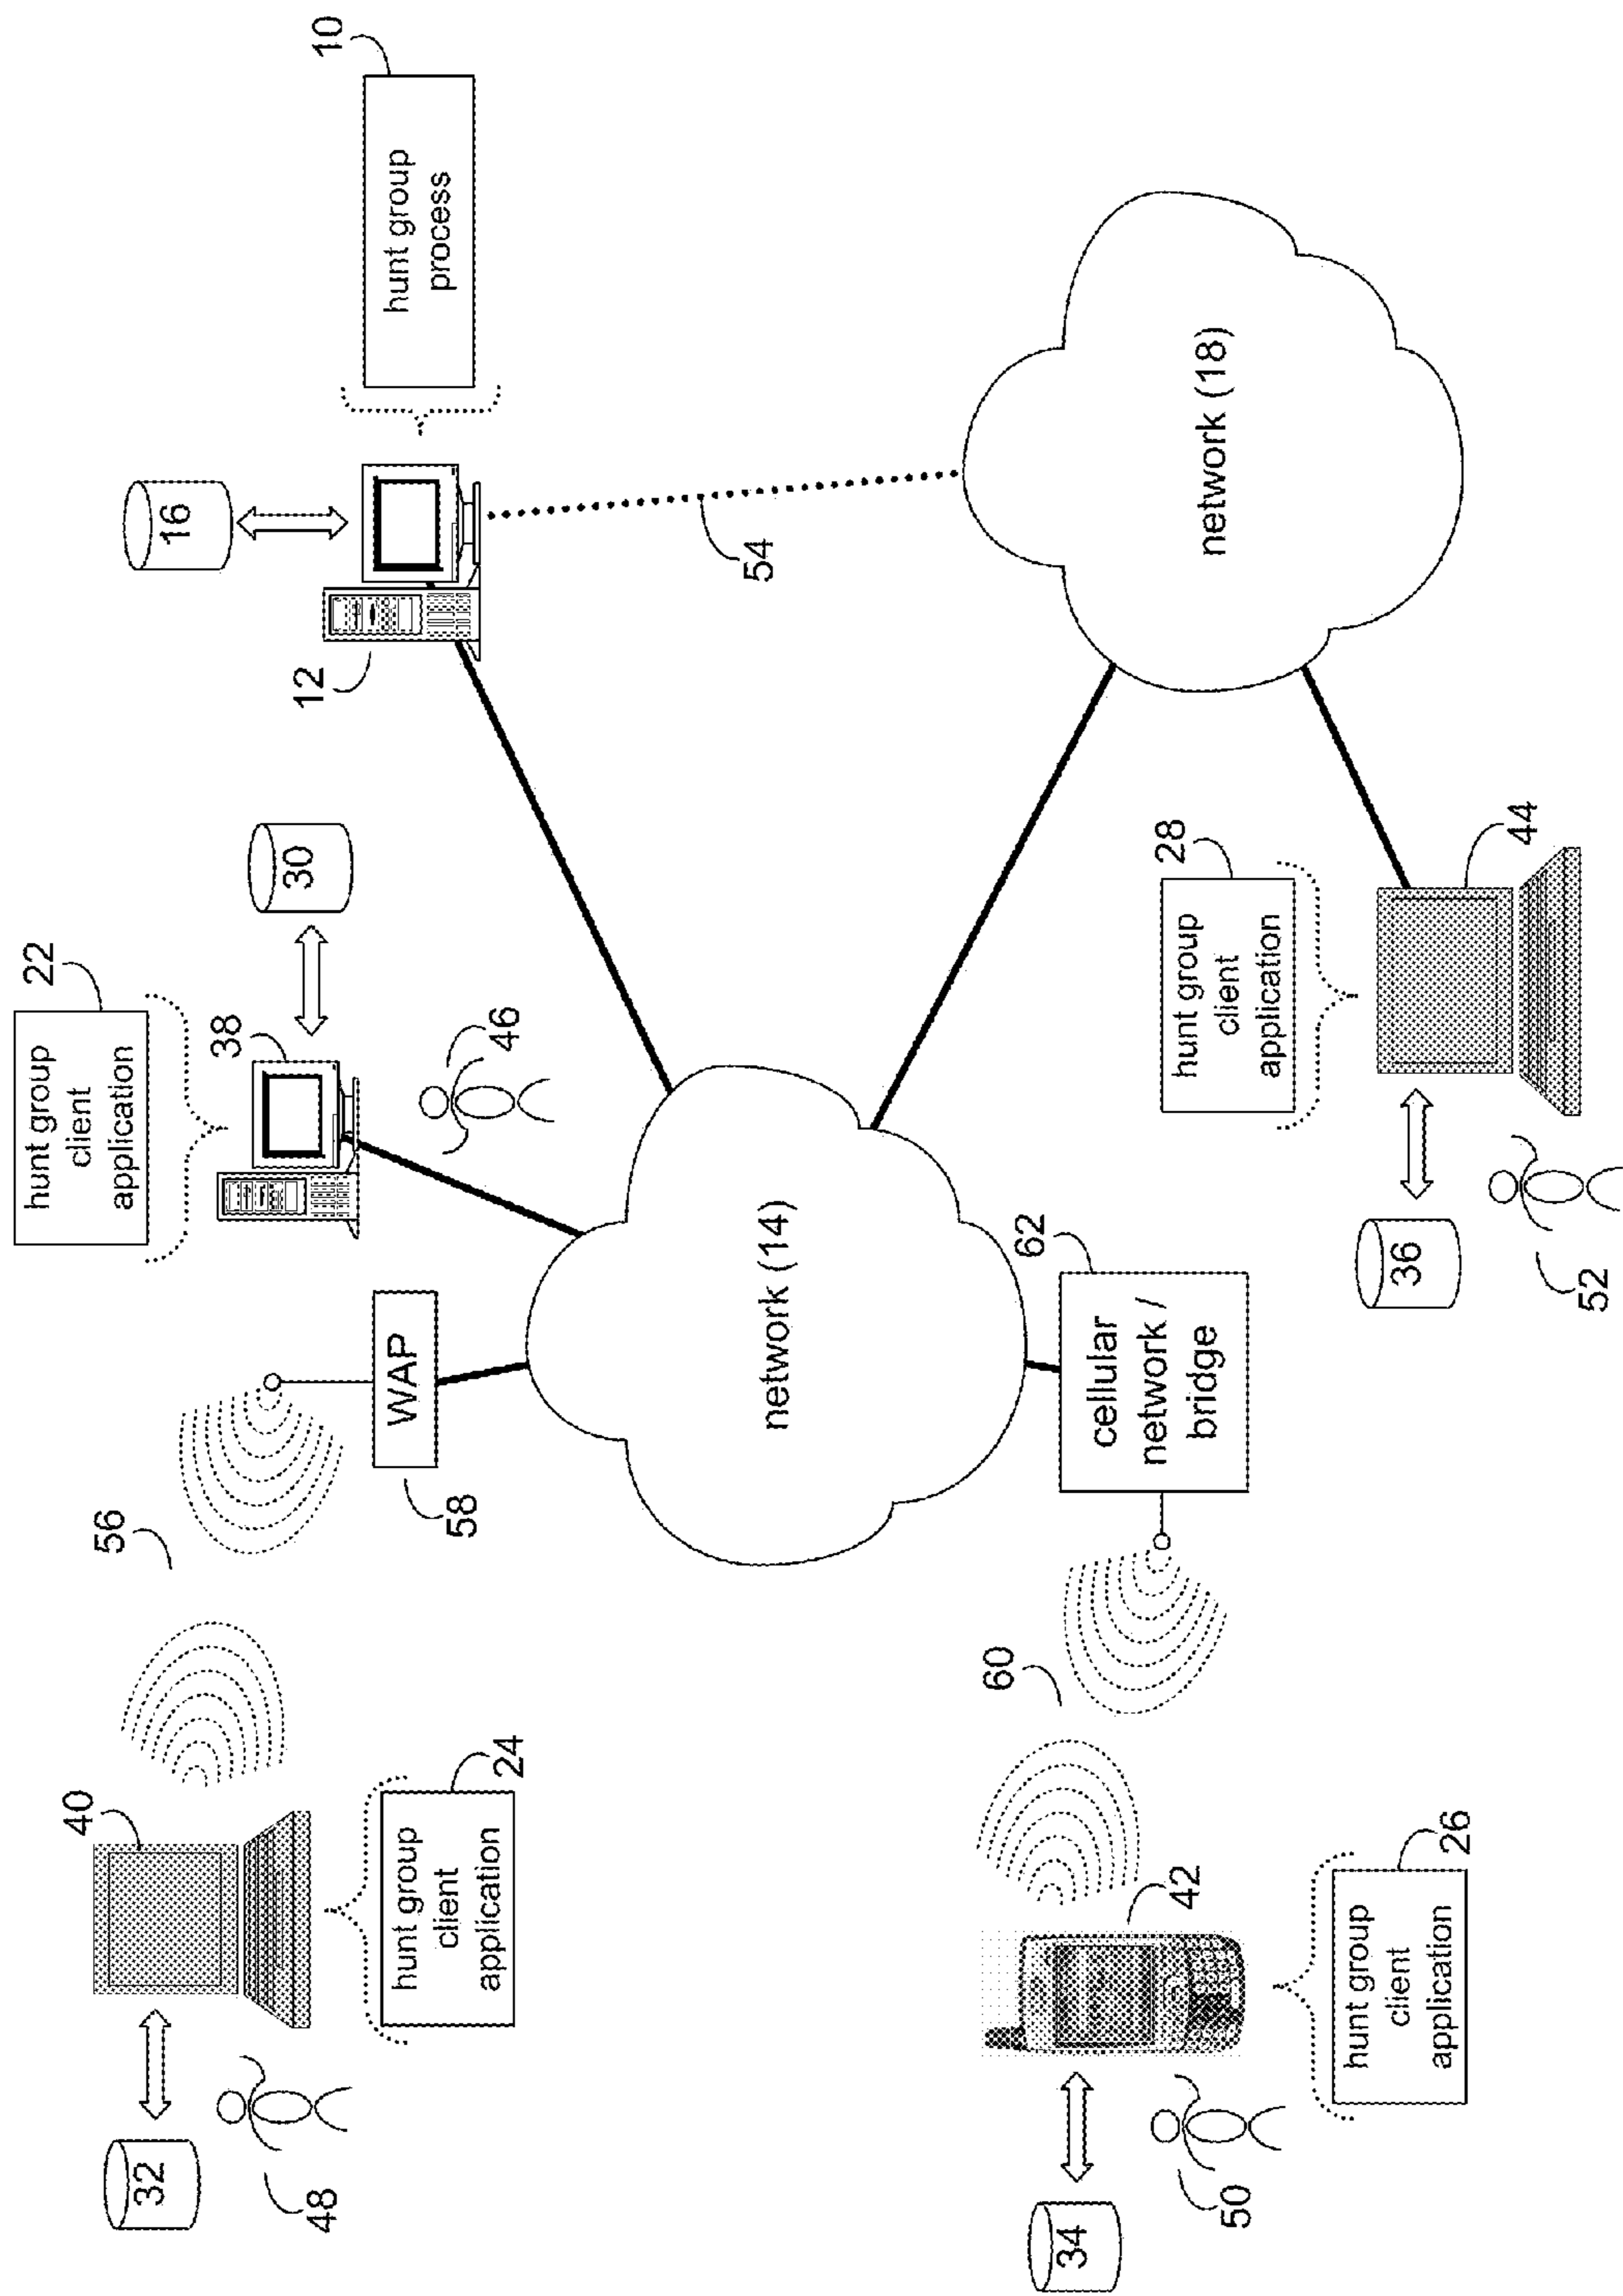 10
hunt group
process
16
12
54
network (18)
22
hunt group
client
application
38
30
46
28
hunt group
client
application
44
36
52
56
WAP
58
network (14)
62
cellular
network /
bridge
60
40
24
hunt group
client
application
32
48
42
26
hunt group
client
application
34
50